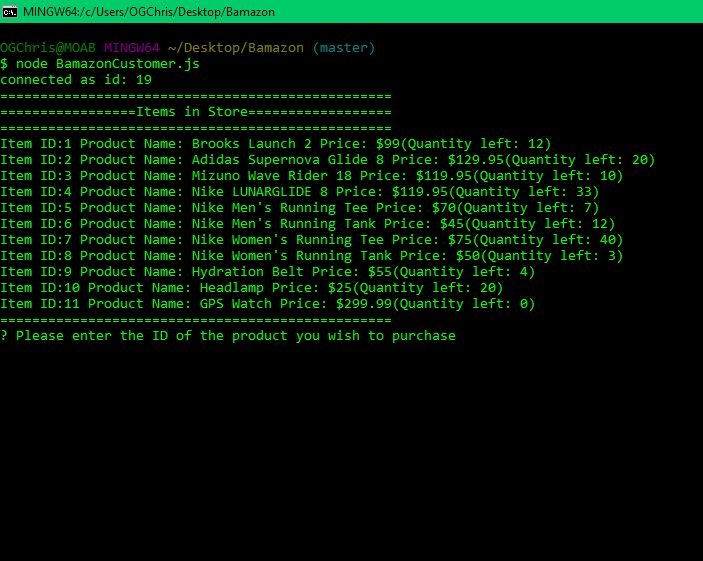 MINGW64:/c/Users/OGChris/Desktop/Bamazon
OGChris@MOAB MINGW64 ~/Desktop/Bamazon (master)
$ node BamazonCustomer.js
connected as id: 19
=================================================
=================Items in Store==================
=================================================
Item ID:1 Product Name: Brooks Launch 2 Price: $99(Quantity left: 12)
Item ID:2 Product Name: Adidas Supernova Glide 8 Price: $129.95(Quantity left: 20)
Item ID:3 Product Name: Mizuno Wave Rider 18 Price: $119.95(Quantity left: 10)
Item ID:4 Product Name: Nike LUNARGLIDE 8 Price: $119.95(Quantity left: 33)
Item ID:5 Product Name: Nike Men's Running Tee Price: $70(Quantity left: 7)
Item ID:6 Product Name: Nike Men's Running Tank Price: $45(Quantity left: 12)
Item ID:7 Product Name: Nike Women's Running Tee Price: $75(Quantity left: 40)
Item ID:8 Product Name: Nike Women's Running Tank Price: $50(Quantity left: 3)
Item ID:9 Product Name: Hydration Belt Price: $55(Quantity left: 4)
Item ID:10 Product Name: Headlamp Price: $25(Quantity left: 20)
Item ID:11 Product Name: GPS Watch Price: $299.99(Quantity left: 0)
=================================================
? Please enter the ID of the product you wish to purchase